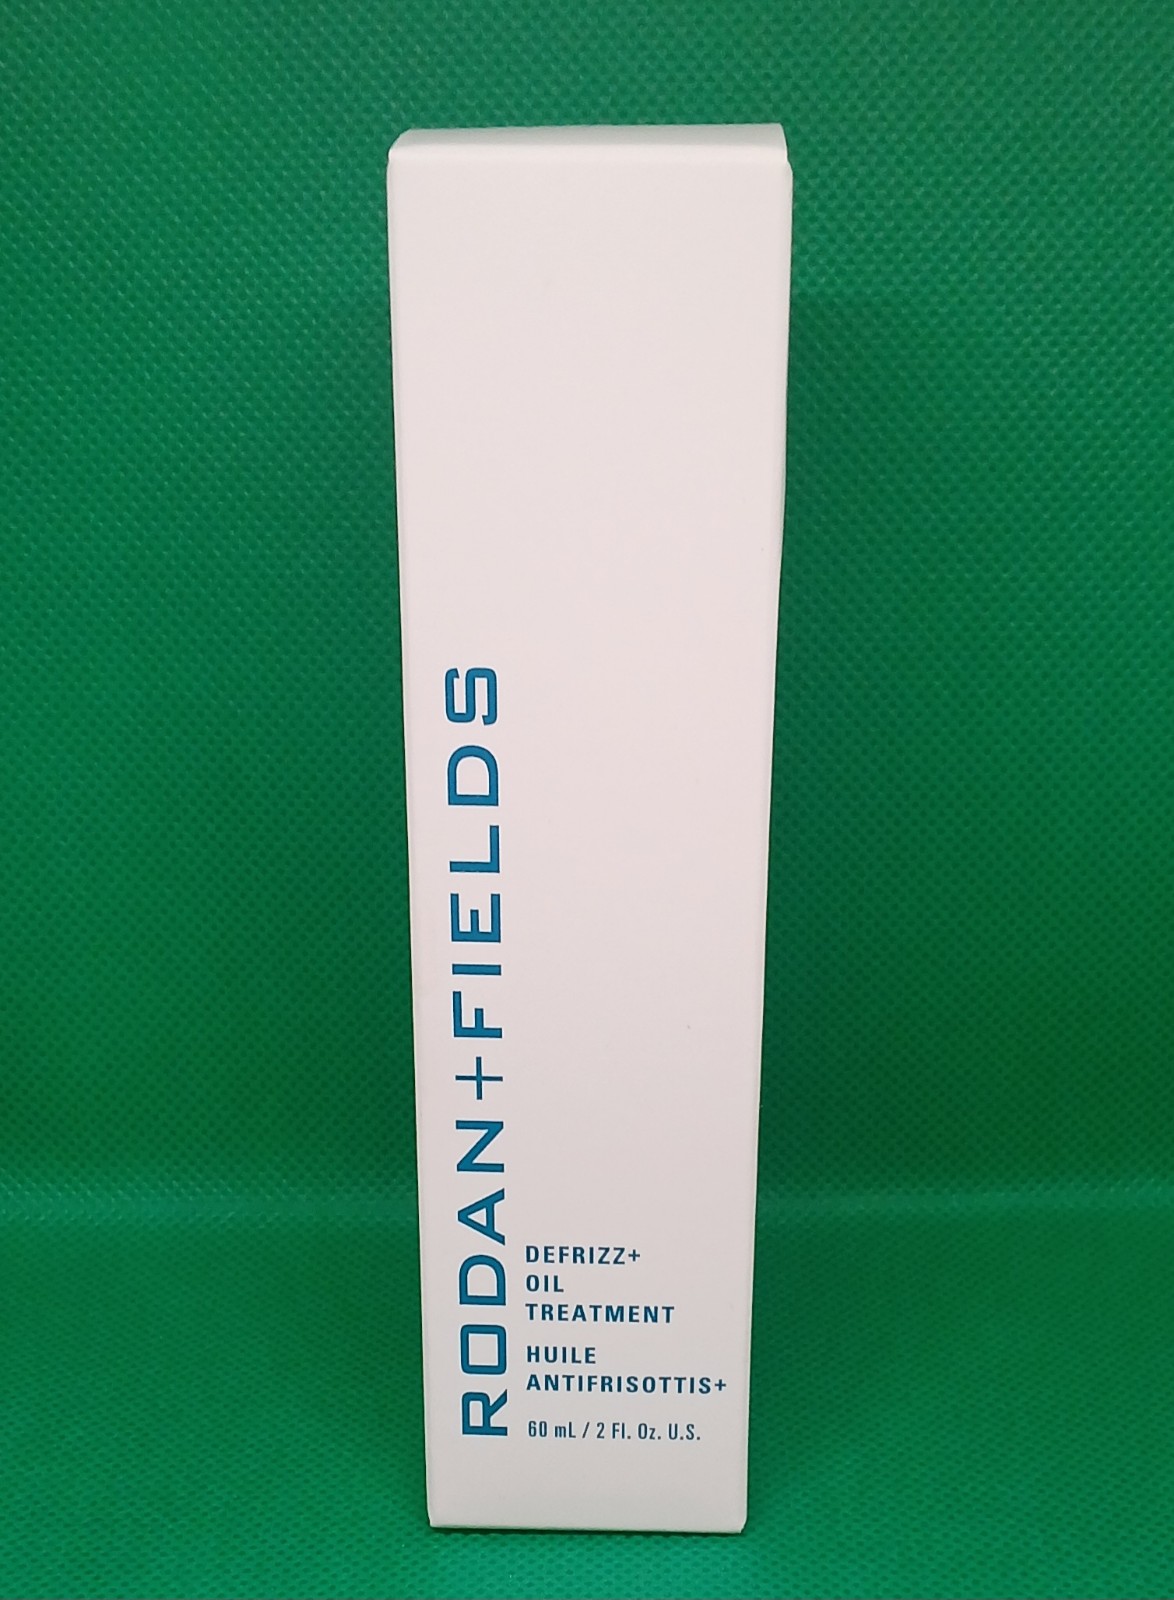 RODAN+FIELDS
DEFRIZZ+
OIL
TREATMENT
HUILE
ANTIFRISOTTIS+
60 mL / 2 Fl. Oz. U.S.